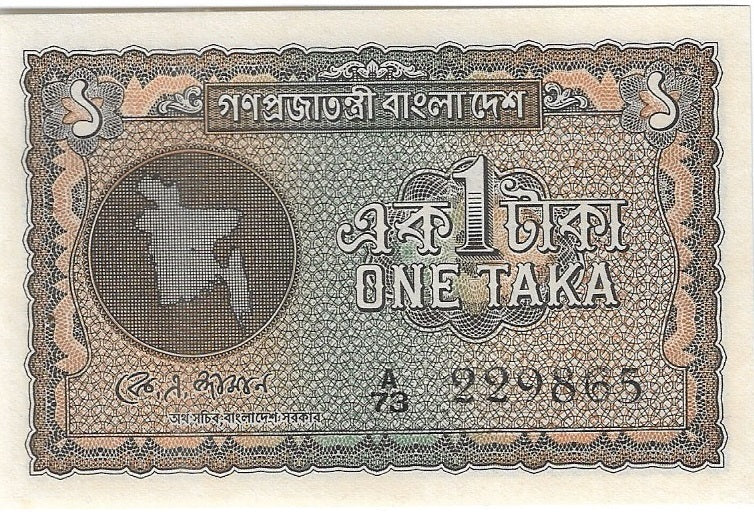 ১ ১
গণপ্রজাতন্ত্রী বাংলা দেশ
এক 1 টাকা
ONE TAKA
কে, এ, জামান
A
73 229865
অর্থ সচিব, বাংলাদেশ সরকার